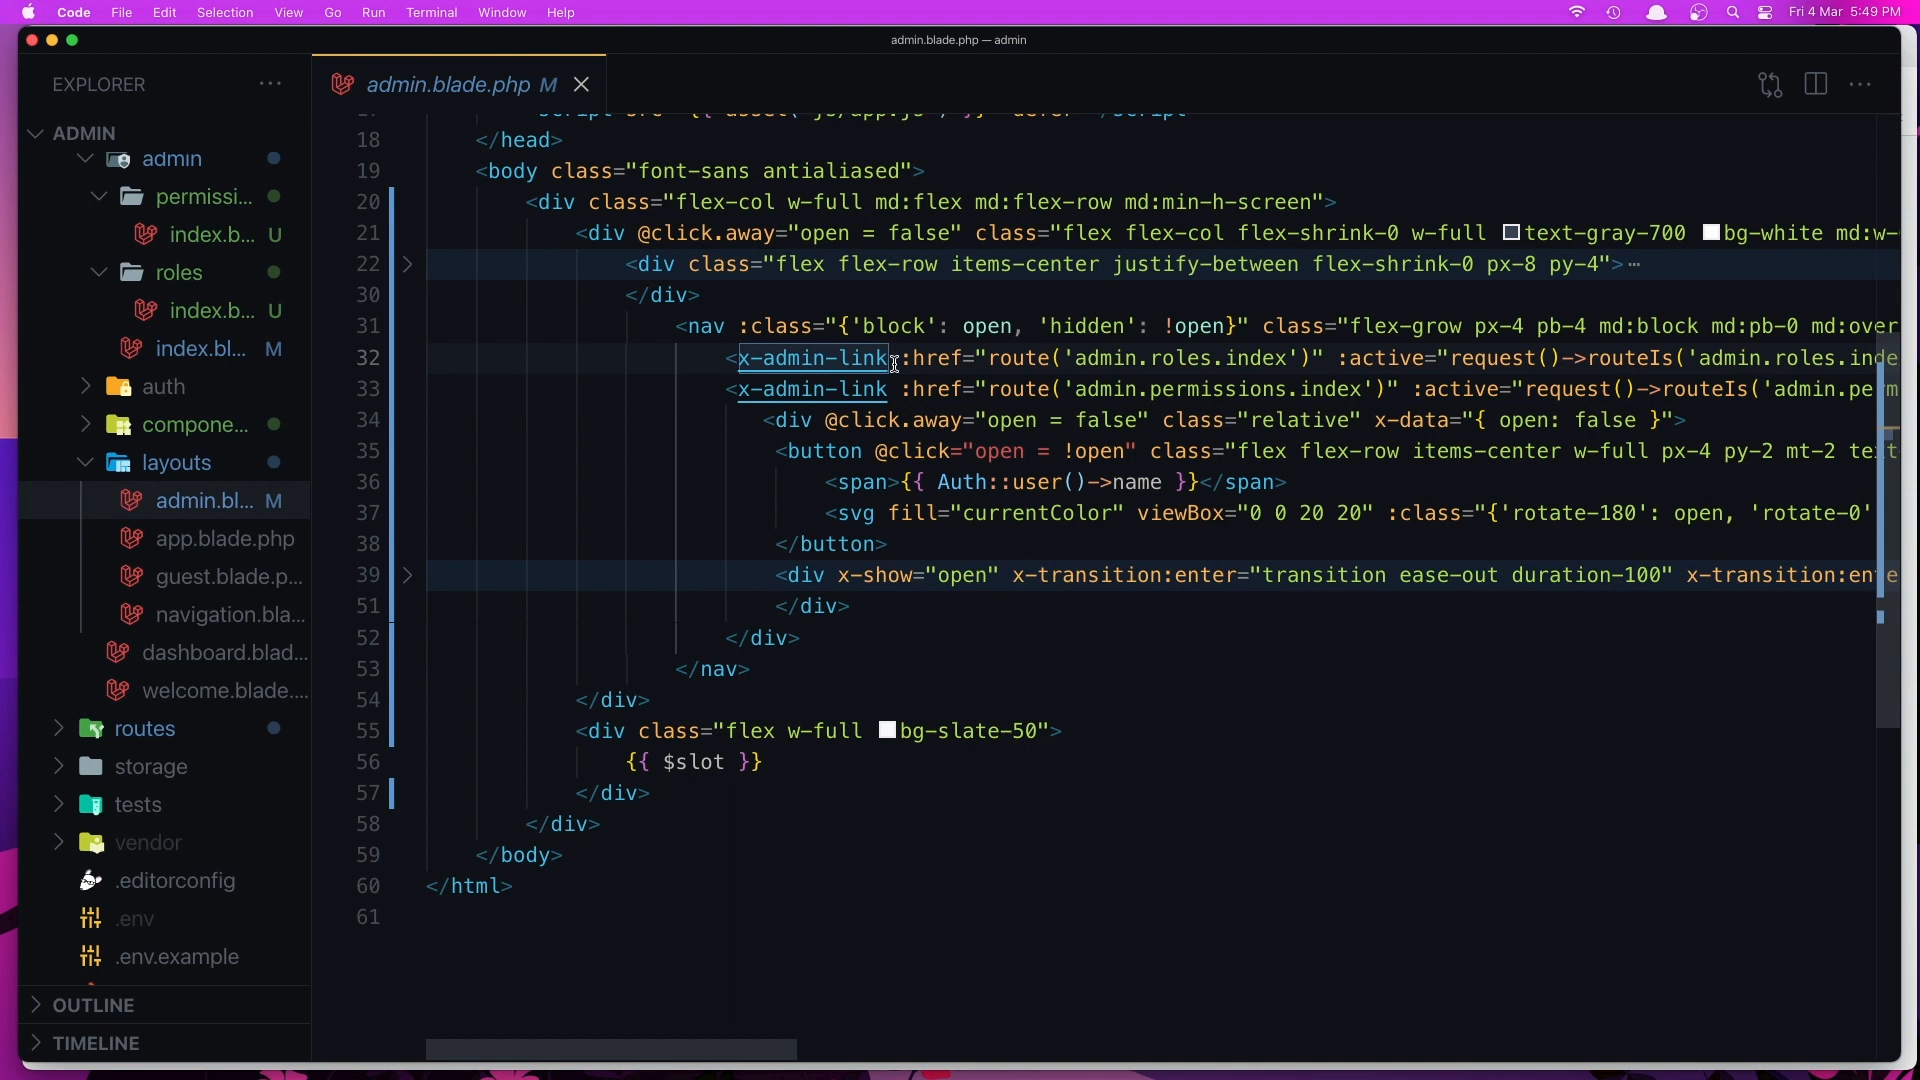 Code File Edit Selection View Go Run Terminal Window Help Fri 4 Mar 5:49 PM
admin.blade.php — admin
EXPLORER
admin.blade.php M
ADMIN
admin
permissi...
index.b... U
roles
index.b... U
index.bl... M
auth
compone...
layouts
admin.bl... M
app.blade.php
guest.blade.p...
navigation.bla...
dashboard.blad...
welcome.blade....
routes
storage
tests
vendor
.editorconfig
.env
.env.example
OUTLINE
TIMELINE
18 </head>
19 <body class="font-sans antialiased">
20 <div class="flex-col w-full md:flex md:flex-row md:min-h-screen">
21 <div @click.away="open = false" class="flex flex-col flex-shrink-0 w-full text-gray-700 bg-white md:w-
22 <div class="flex flex-row items-center justify-between flex-shrink-0 px-8 py-4">…
30 </div>
31 <nav :class="{'block': open, 'hidden': !open}" class="flex-grow px-4 pb-4 md:block md:pb-0 md:over
32 <x-admin-link :href="route('admin.roles.index')" :active="request()->routeIs('admin.roles.inde
33 <x-admin-link :href="route('admin.permissions.index')" :active="request()->routeIs('admin.perm
34 <div @click.away="open = false" class="relative" x-data="{ open: false }">
35 <button @click="open = !open" class="flex flex-row items-center w-full px-4 py-2 mt-2 text
36 <span>{{ Auth::user()->name }}</span>
37 <svg fill="currentColor" viewBox="0 0 20 20" :class="{'rotate-180': open, 'rotate-0'
38 </button>
39 <div x-show="open" x-transition:enter="transition ease-out duration-100" x-transition:ente
51 </div>
52 </div>
53 </nav>
54 </div>
55 <div class="flex w-full bg-slate-50">
56 {{ $slot }}
57 </div>
58 </div>
59 </body>
60 </html>
61